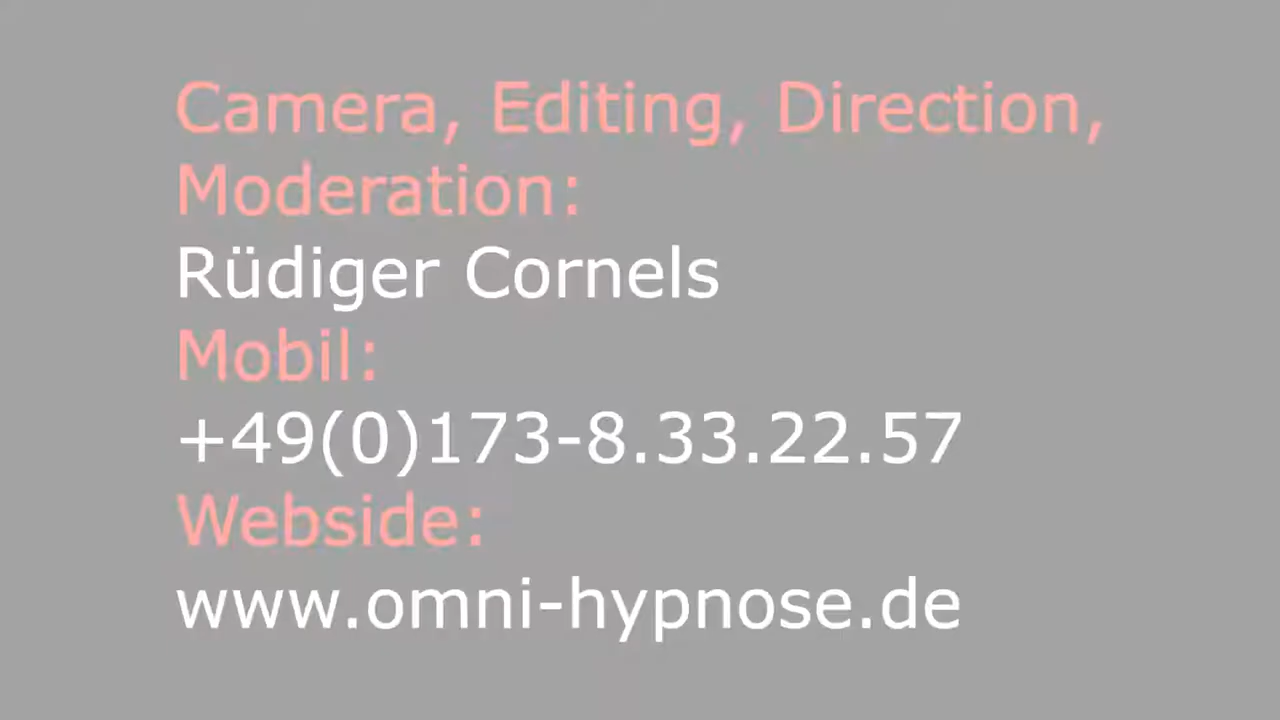 Camera, Editing, Direction,
Moderation:
Rüdiger Cornels
Mobil:
+49(0)173-8.33.22.57
Webside:
www.omni-hypnose.de